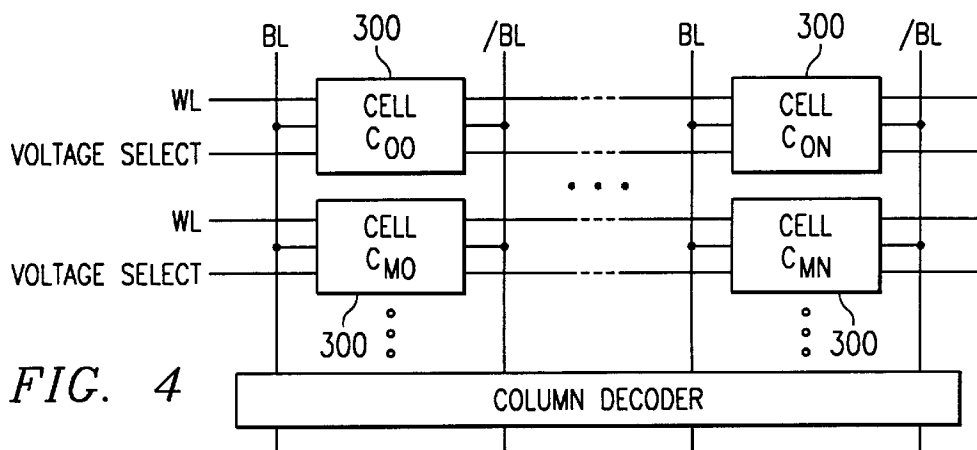 300 300
BL /BL BL /BL
WL CELL CELL
C00 C0N
VOLTAGE SELECT
WL CELL CELL
CM0 CMN
VOLTAGE SELECT
300 300
FIG. 4 COLUMN DECODER